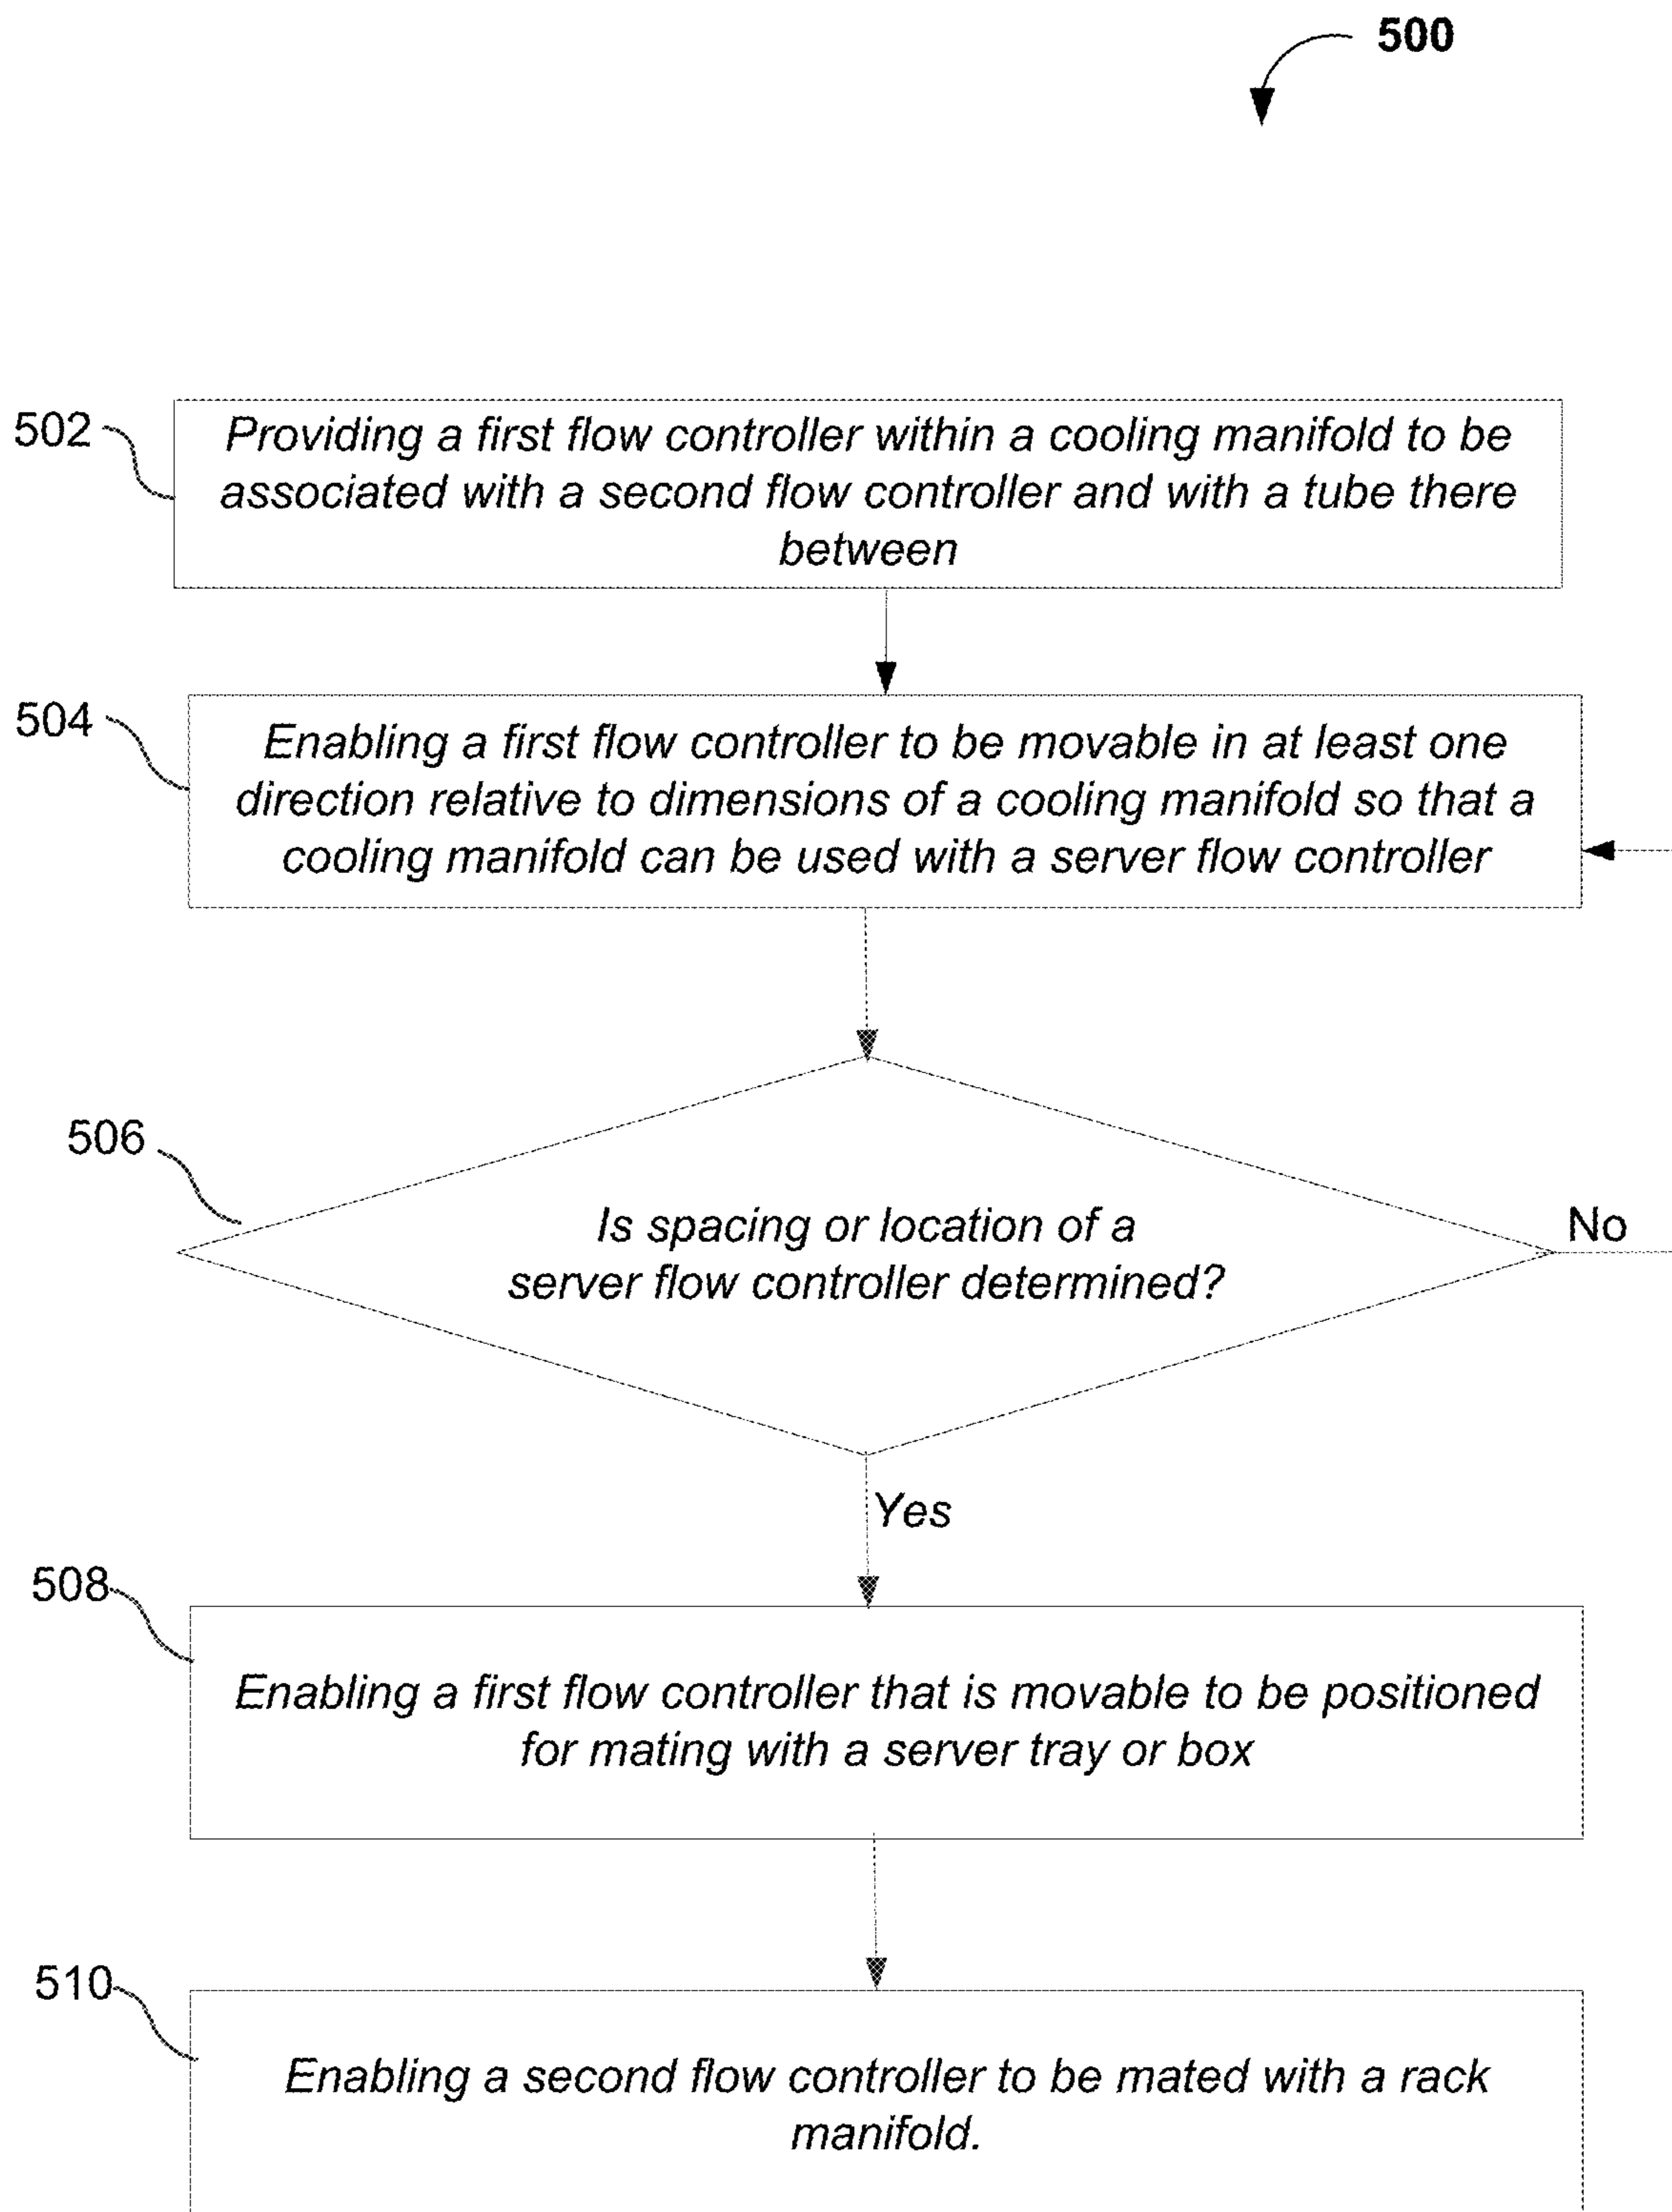 500
502
Providing a first flow controller within a cooling manifold to be
associated with a second flow controller and with a tube there
between
504
Enabling a first flow controller to be movable in at least one
direction relative to dimensions of a cooling manifold so that a
cooling manifold can be used with a server flow controller
506
Is spacing or location of a
server flow controller determined?
No
Yes
508
Enabling a first flow controller that is movable to be positioned
for mating with a server tray or box
510
Enabling a second flow controller to be mated with a rack
manifold.